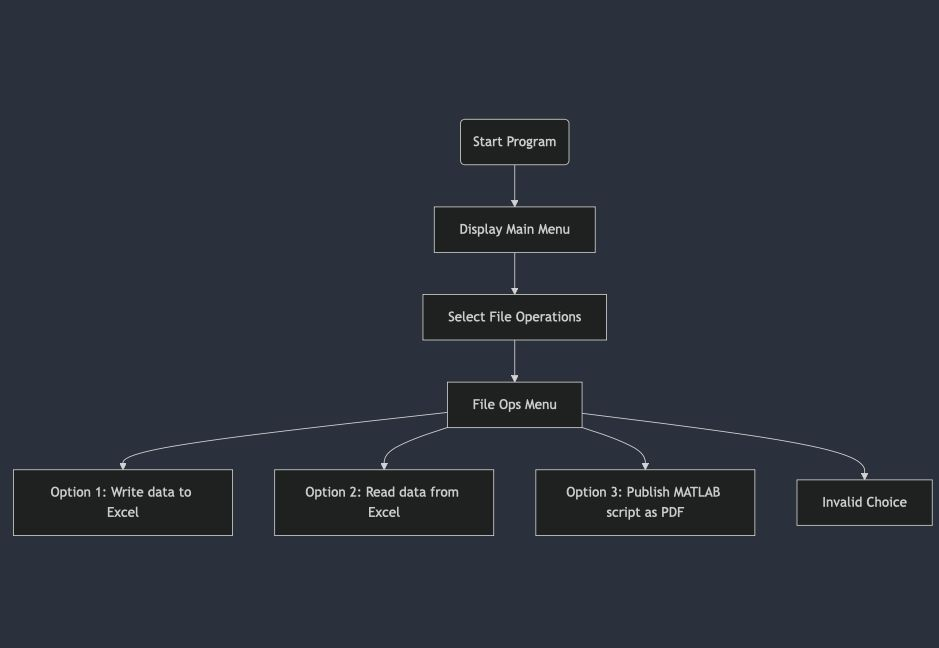 Start Program
Display Main Menu
Select File Operations
File Ops Menu
Option 1: Write data to
Excel
Option 2: Read data from
Excel
Option 3: Publish MATLAB
script as PDF
Invalid Choice